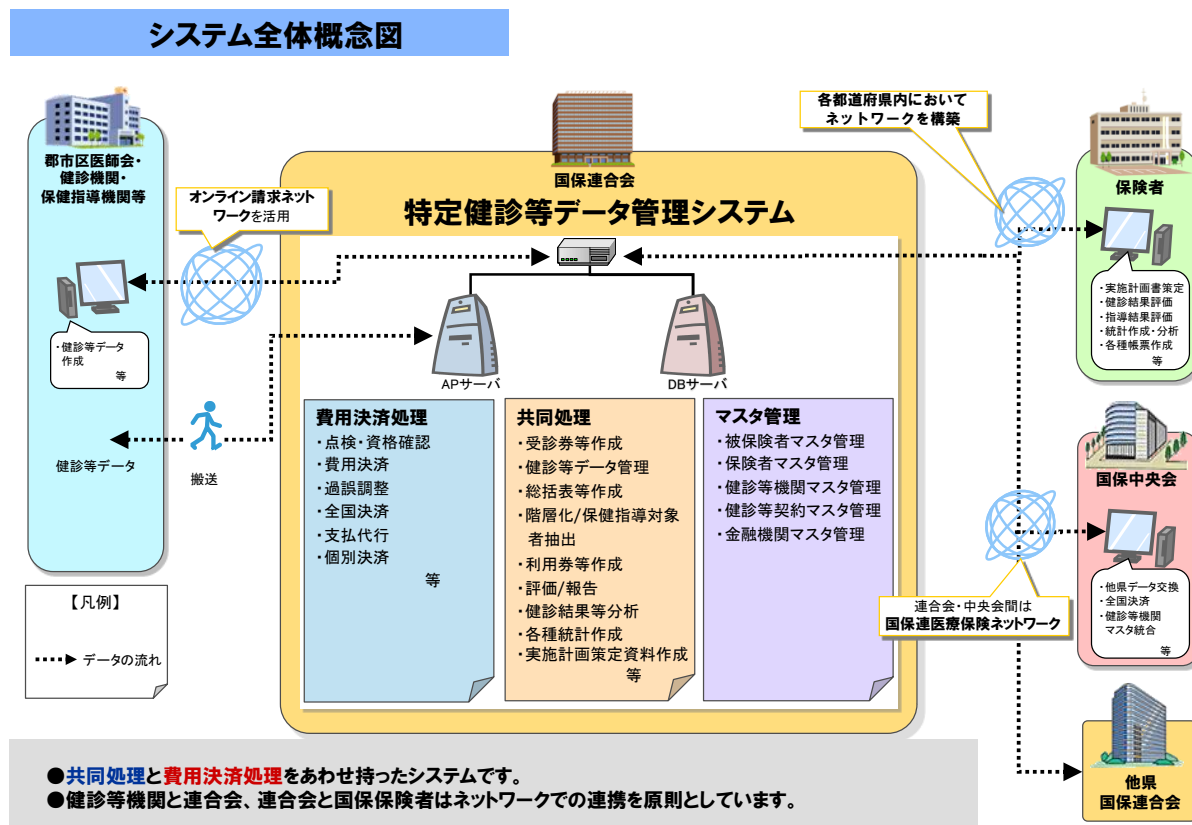 システム全体概念図
郡市区医師会・
健診機関・
保健指導機関等
オンライン請求ネット
ワークを活用
・健診等データ
作成
等
健診等データ
搬送
【凡例】
データの流れ
国保連合会
特定健診等データ管理システム
APサーバ
DBサーバ
費用決済処理
・点検・資格確認
・費用決済
・過誤調整
・全国決済
・支払代行
・個別決済
等
共同処理
・受診券等作成
・健診等データ管理
・総括表等作成
・階層化/保健指導対象
者抽出
・利用券等作成
・評価/報告
・健診結果等分析
・各種統計作成
・実施計画策定資料作成
等
マスタ管理
・被保険者マスタ管理
・保険者マスタ管理
・健診等機関マスタ管理
・健診等契約マスタ管理
・金融機関マスタ管理
各都道府県内において
ネットワークを構築
保険者
・実施計画書策定
・健診結果評価
・指導結果評価
・統計作成・分析
・各種帳票作成
等
国保中央会
・他県データ交換
・全国決済
・健診等機関
マスタ統合
等
連合会・中央会間は
国保連医療保険ネットワーク
他県
国保連合会
●共同処理と費用決済処理をあわせ持ったシステムです。
●健診等機関と連合会、連合会と国保保険者はネットワークでの連携を原則としています。